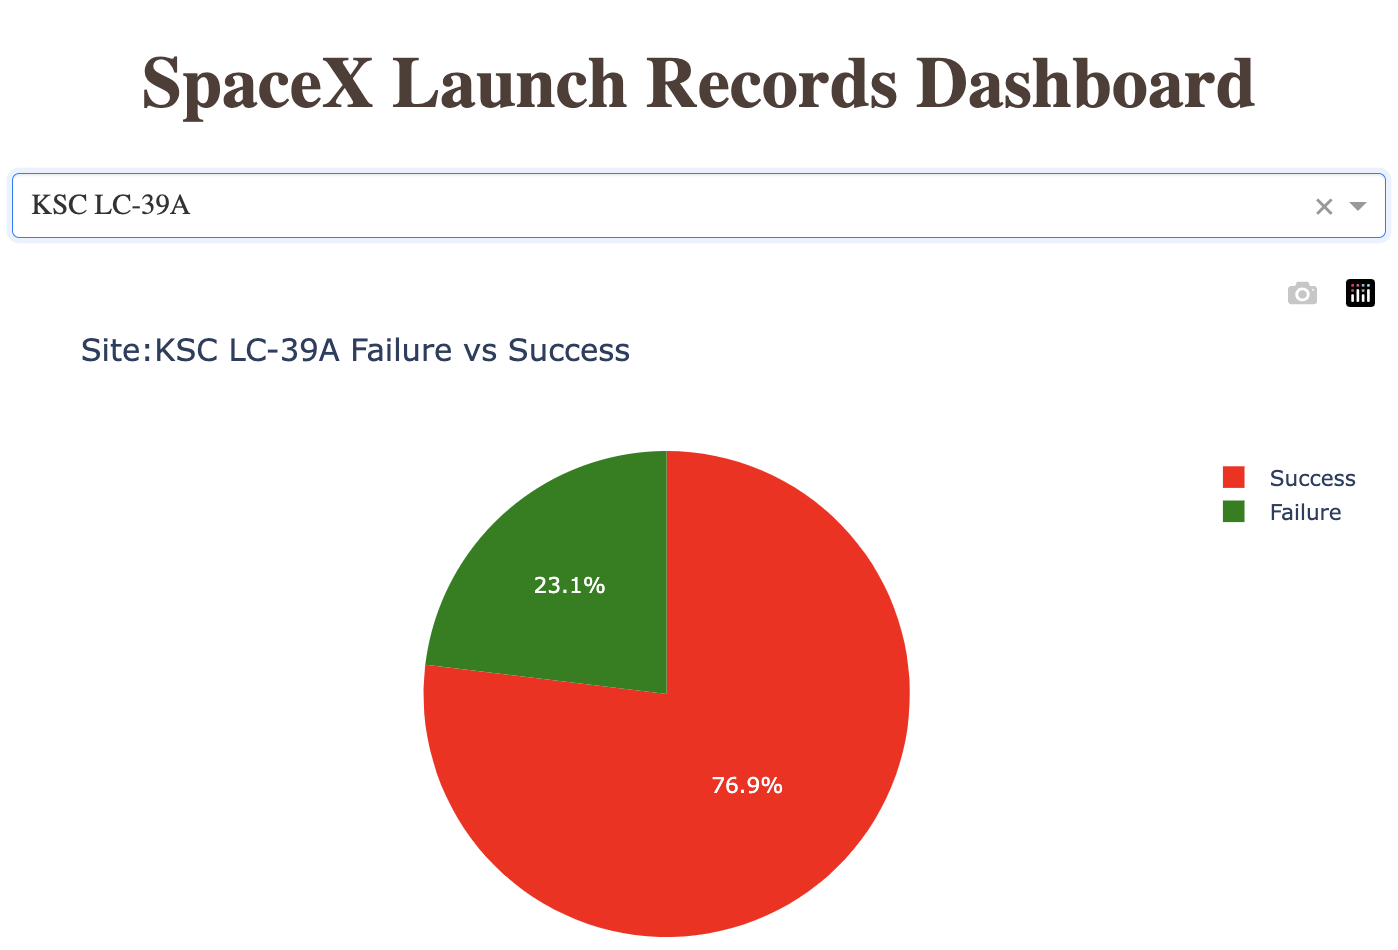 SpaceX Launch Records Dashboard
KSC LC-39A
Site:KSC LC-39A Failure vs Success
Success
Failure
23.1%
76.9%